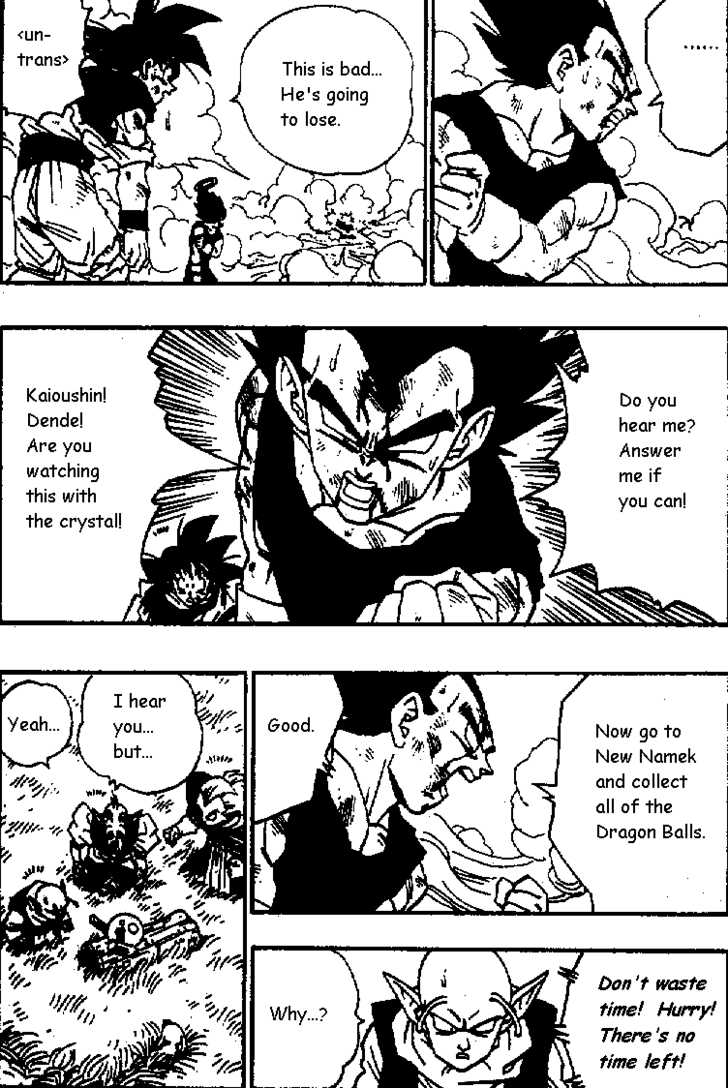 <un-
trans>
This is bad...
He's going
to lose.
......
Kaioushin!
Dende!
Are you
watching
this with
the crystal!
Do you
hear me?
Answer
me if
you can!
Yeah...
I hear
you...
but...
Good.
Now go to
New Namek
and collect
all of the
Dragon Balls.
Why...?
Don't waste
time! Hurry!
There's no
time left!